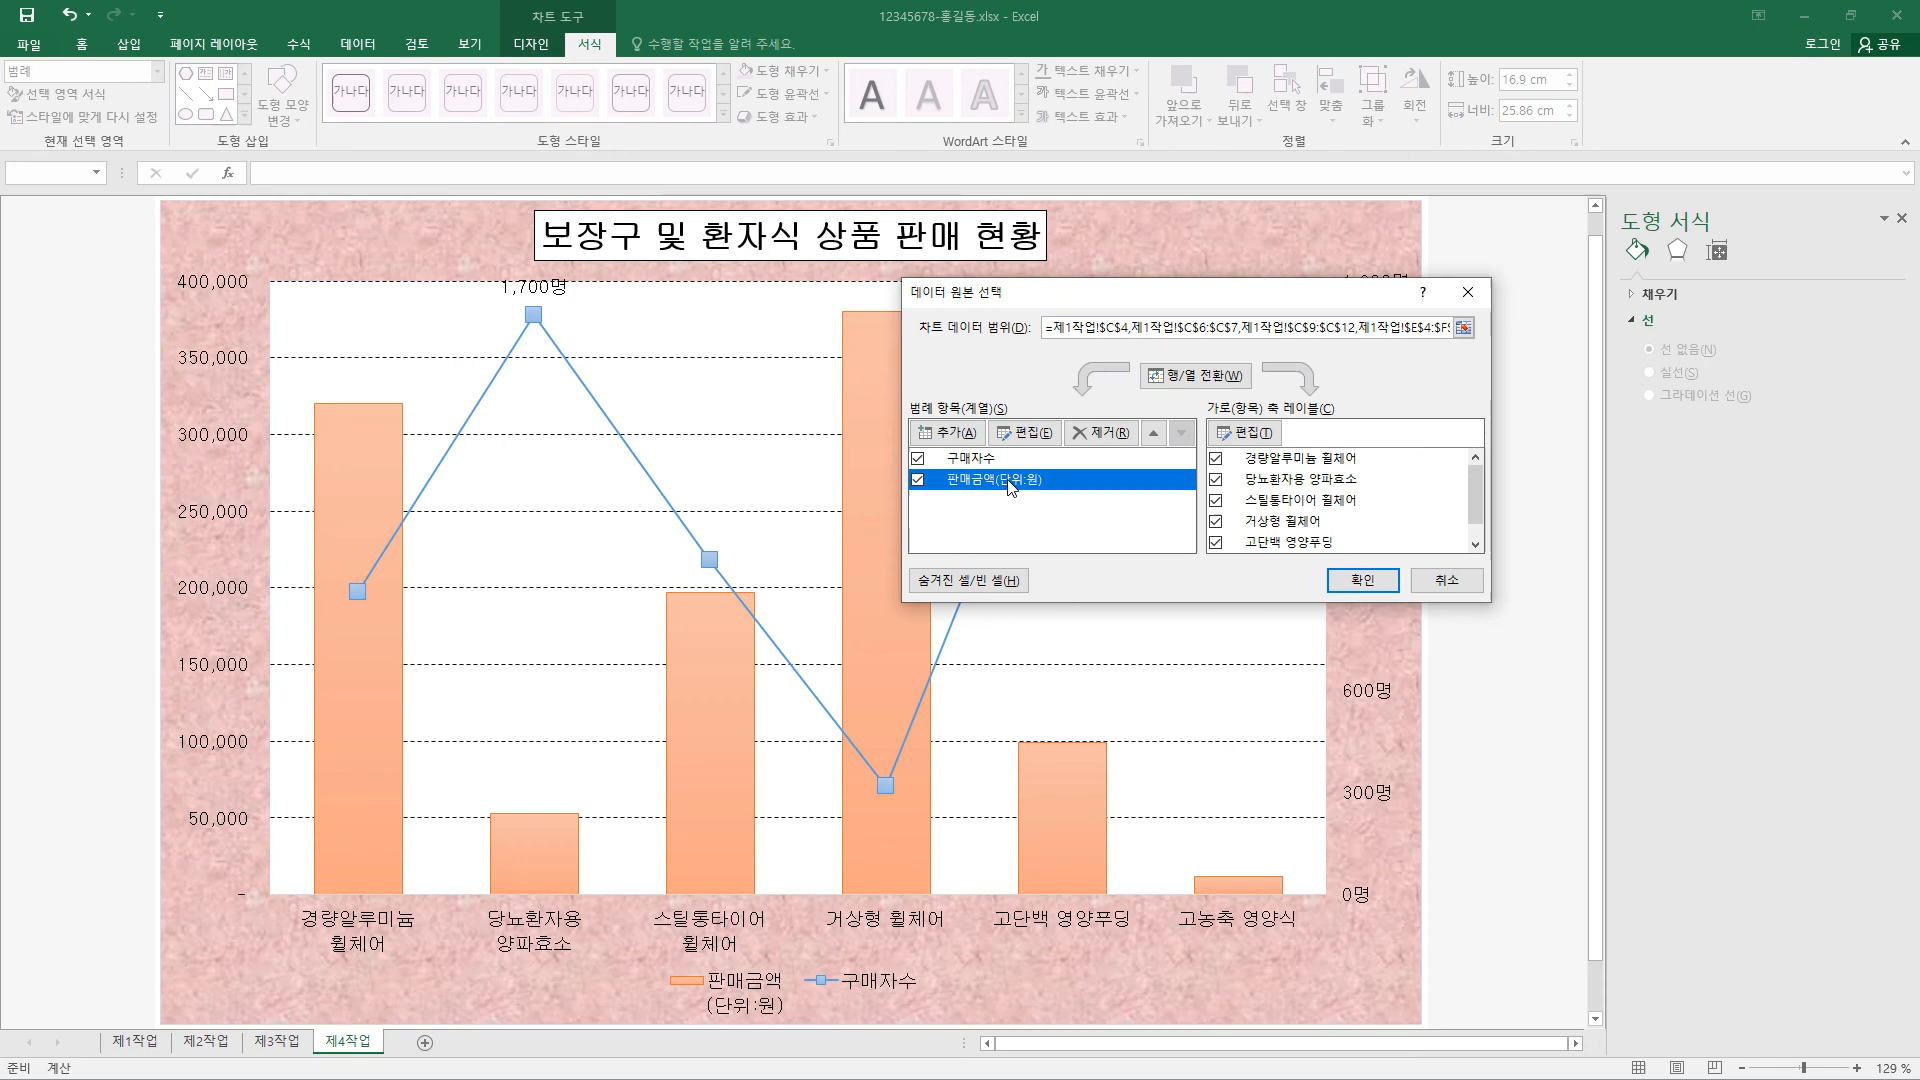 차트 도구
12345678-홍길동.xlsx - Excel
파일 홈 삽입 페이지 레이아웃 수식 데이터 검토 보기 디자인 서식 수행할 작업을 알려 주세요.
로그인 공유
범례
선택 영역 서식
스타일에 맞게 다시 설정
현재 선택 영역
도형 모양
변경
도형 삽입
가나다 가나다 가나다 가나다 가나다 가나다 가나다
도형 채우기
도형 윤곽선
도형 효과
도형 스타일
A A A
텍스트 채우기
텍스트 윤곽선
텍스트 효과
WordArt 스타일
앞으로
가져오기
뒤로
보내기
선택 창
맞춤
그룹
화
회전
정렬
높이: 16.9 cm
너비: 25.86 cm
크기
fx
보장구 및 환자식 상품 판매 현황
400,000
350,000
300,000
250,000
200,000
150,000
100,000
50,000
-
1,700명
600명
300명
0명
경량알루미늄
휠체어
당뇨환자용
양파효소
스틸통타이어
휠체어
거상형 휠체어
고단백 영양푸딩
고농축 영양식
판매금액
(단위:원)
구매자수
데이터 원본 선택
?
차트 데이터 범위(D): =제1작업!$C$4,제1작업!$C$6:$C$7,제1작업!$C$9:$C$12,제1작업!$E$4:$F$
행/열 전환(W)
범례 항목(계열)(S)
추가(A) 편집(E) 제거(R)
구매자수
판매금액(단위:원)
가로(항목) 축 레이블(C)
편집(T)
경량알루미늄 휠체어
당뇨환자용 양파효소
스틸통타이어 휠체어
거상형 휠체어
고단백 영양푸딩
숨겨진 셀/빈 셀(H)
확인 취소
도형 서식
채우기
선
선 없음(N)
실선(S)
그라데이션 선(G)
제1작업 제2작업 제3작업 제4작업
준비 계산
129 %